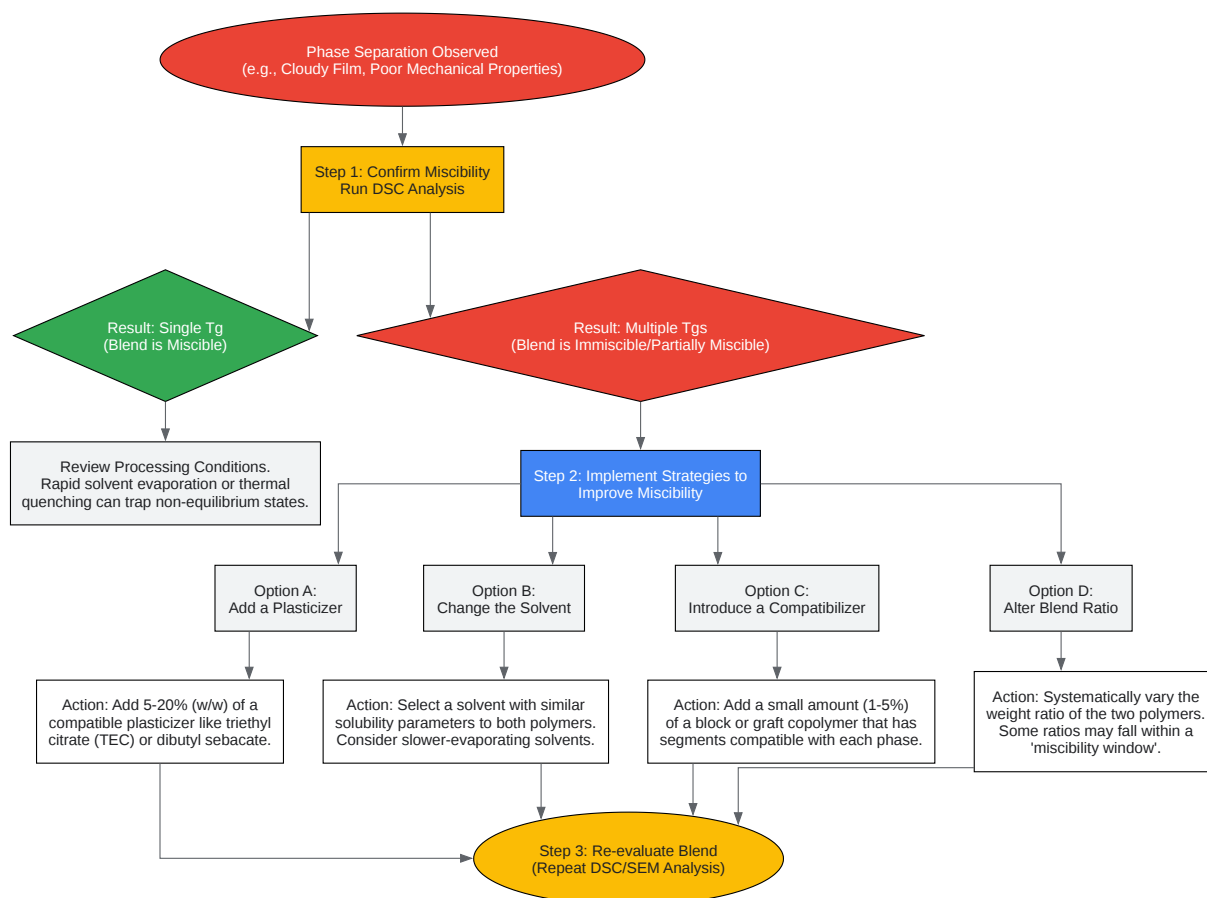 Phase Separation Observed
(e.g., Cloudy Film, Poor Mechanical Properties)
Step 1: Confirm Miscibility
Run DSC Analysis
Result: Single Tg
(Blend is Miscible)
Result: Multiple Tgs
(Blend is Immiscible/Partially Miscible)
Review Processing Conditions.
Rapid solvent evaporation or thermal
quenching can trap non-equilibrium states.
Step 2: Implement Strategies to
Improve Miscibility
Option A:
Add a Plasticizer
Option B:
Change the Solvent
Option C:
Introduce a Compatibilizer
Option D:
Alter Blend Ratio
Action: Add 5-20% (w/w) of a
compatible plasticizer like triethyl
citrate (TEC) or dibutyl sebacate.
Action: Select a solvent with similar
solubility parameters to both polymers.
Consider slower-evaporating solvents.
Action: Add a small amount (1-5%)
of a block or graft copolymer that has
segments compatible with each phase.
Action: Systematically vary the
weight ratio of the two polymers.
Some ratios may fall within a
'miscibility window'.
Step 3: Re-evaluate Blend
(Repeat DSC/SEM Analysis)